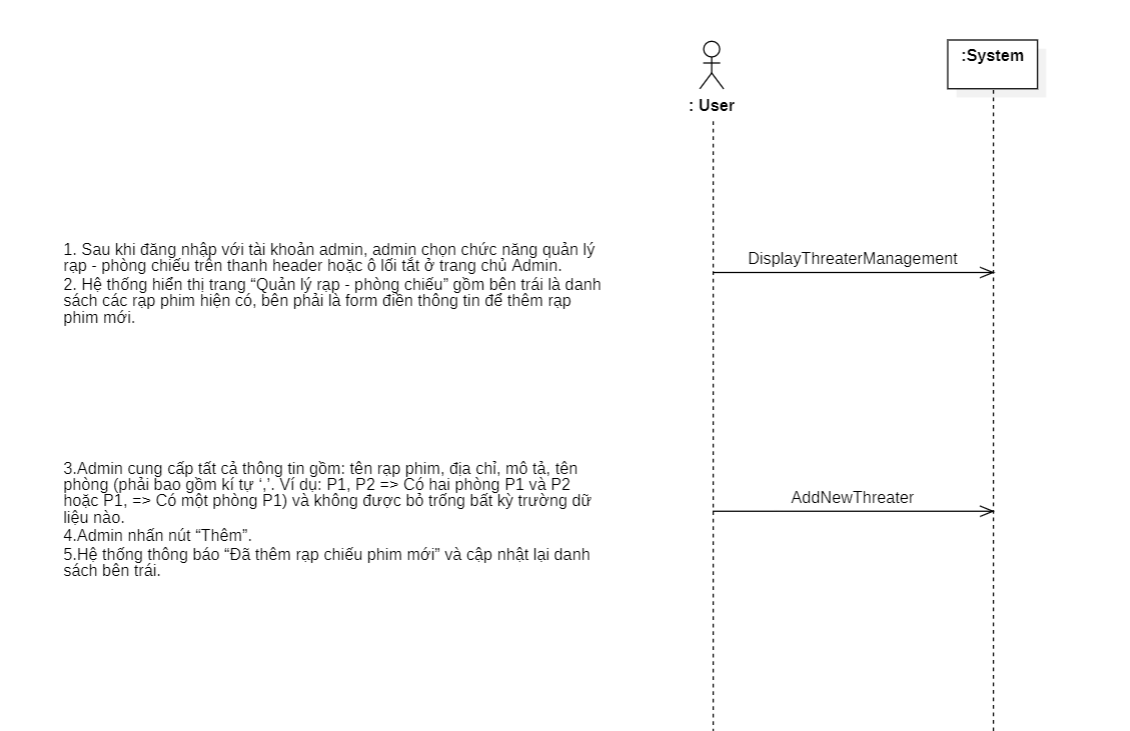 :System
: User
1. Sau khi đăng nhập với tài khoản admin, admin chọn chức năng quản lý
rạp - phòng chiếu trên thanh header hoặc ô lối tắt ở trang chủ Admin.
2. Hệ thống hiển thị trang “Quản lý rạp - phòng chiếu” gồm bên trái là danh
sách các rạp phim hiện có, bên phải là form điền thông tin để thêm rạp
phim mới.
DisplayThreaterManagement
3.Admin cung cấp tất cả thông tin gồm: tên rạp phim, địa chỉ, mô tả, tên
phòng (phải bao gồm kí tự ‘,’. Ví dụ: P1, P2 => Có hai phòng P1 và P2
hoặc P1, => Có một phòng P1) và không được bỏ trống bất kỳ trường dữ
liệu nào.
4.Admin nhấn nút “Thêm”.
5.Hệ thống thông báo “Đã thêm rạp chiếu phim mới” và cập nhật lại danh
sách bên trái.
AddNewThreater